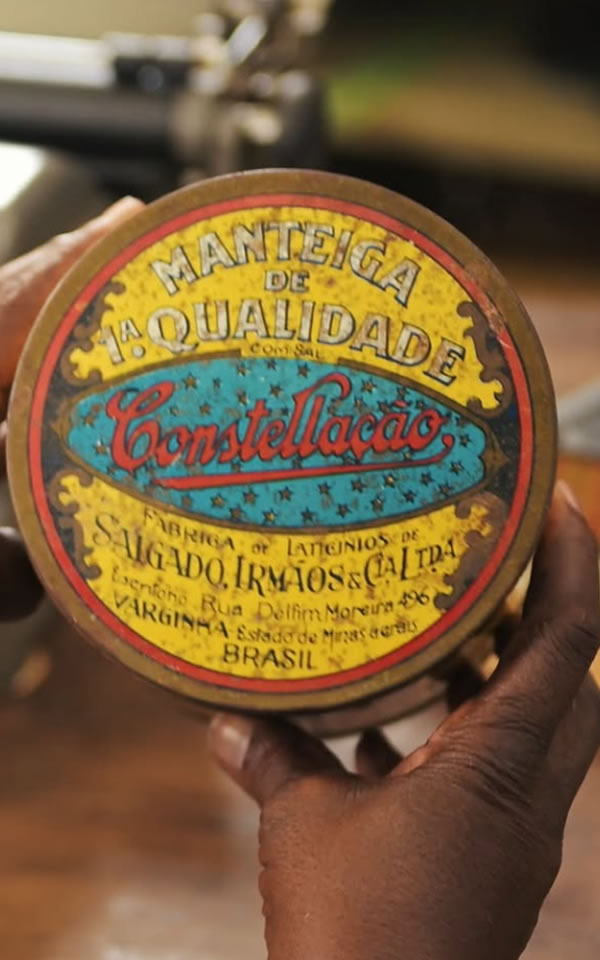 MANTEIGA
DE
1ª. QUALIDADE
COM SAL
Constellação
FABRICA DE LATICINIOS DE
SALGADO, IRMÃOS & CIA LTDA
Escriptorio Rua Delfim Moreira 496
VARGINHA - Estado de Minas Geraes
BRASIL